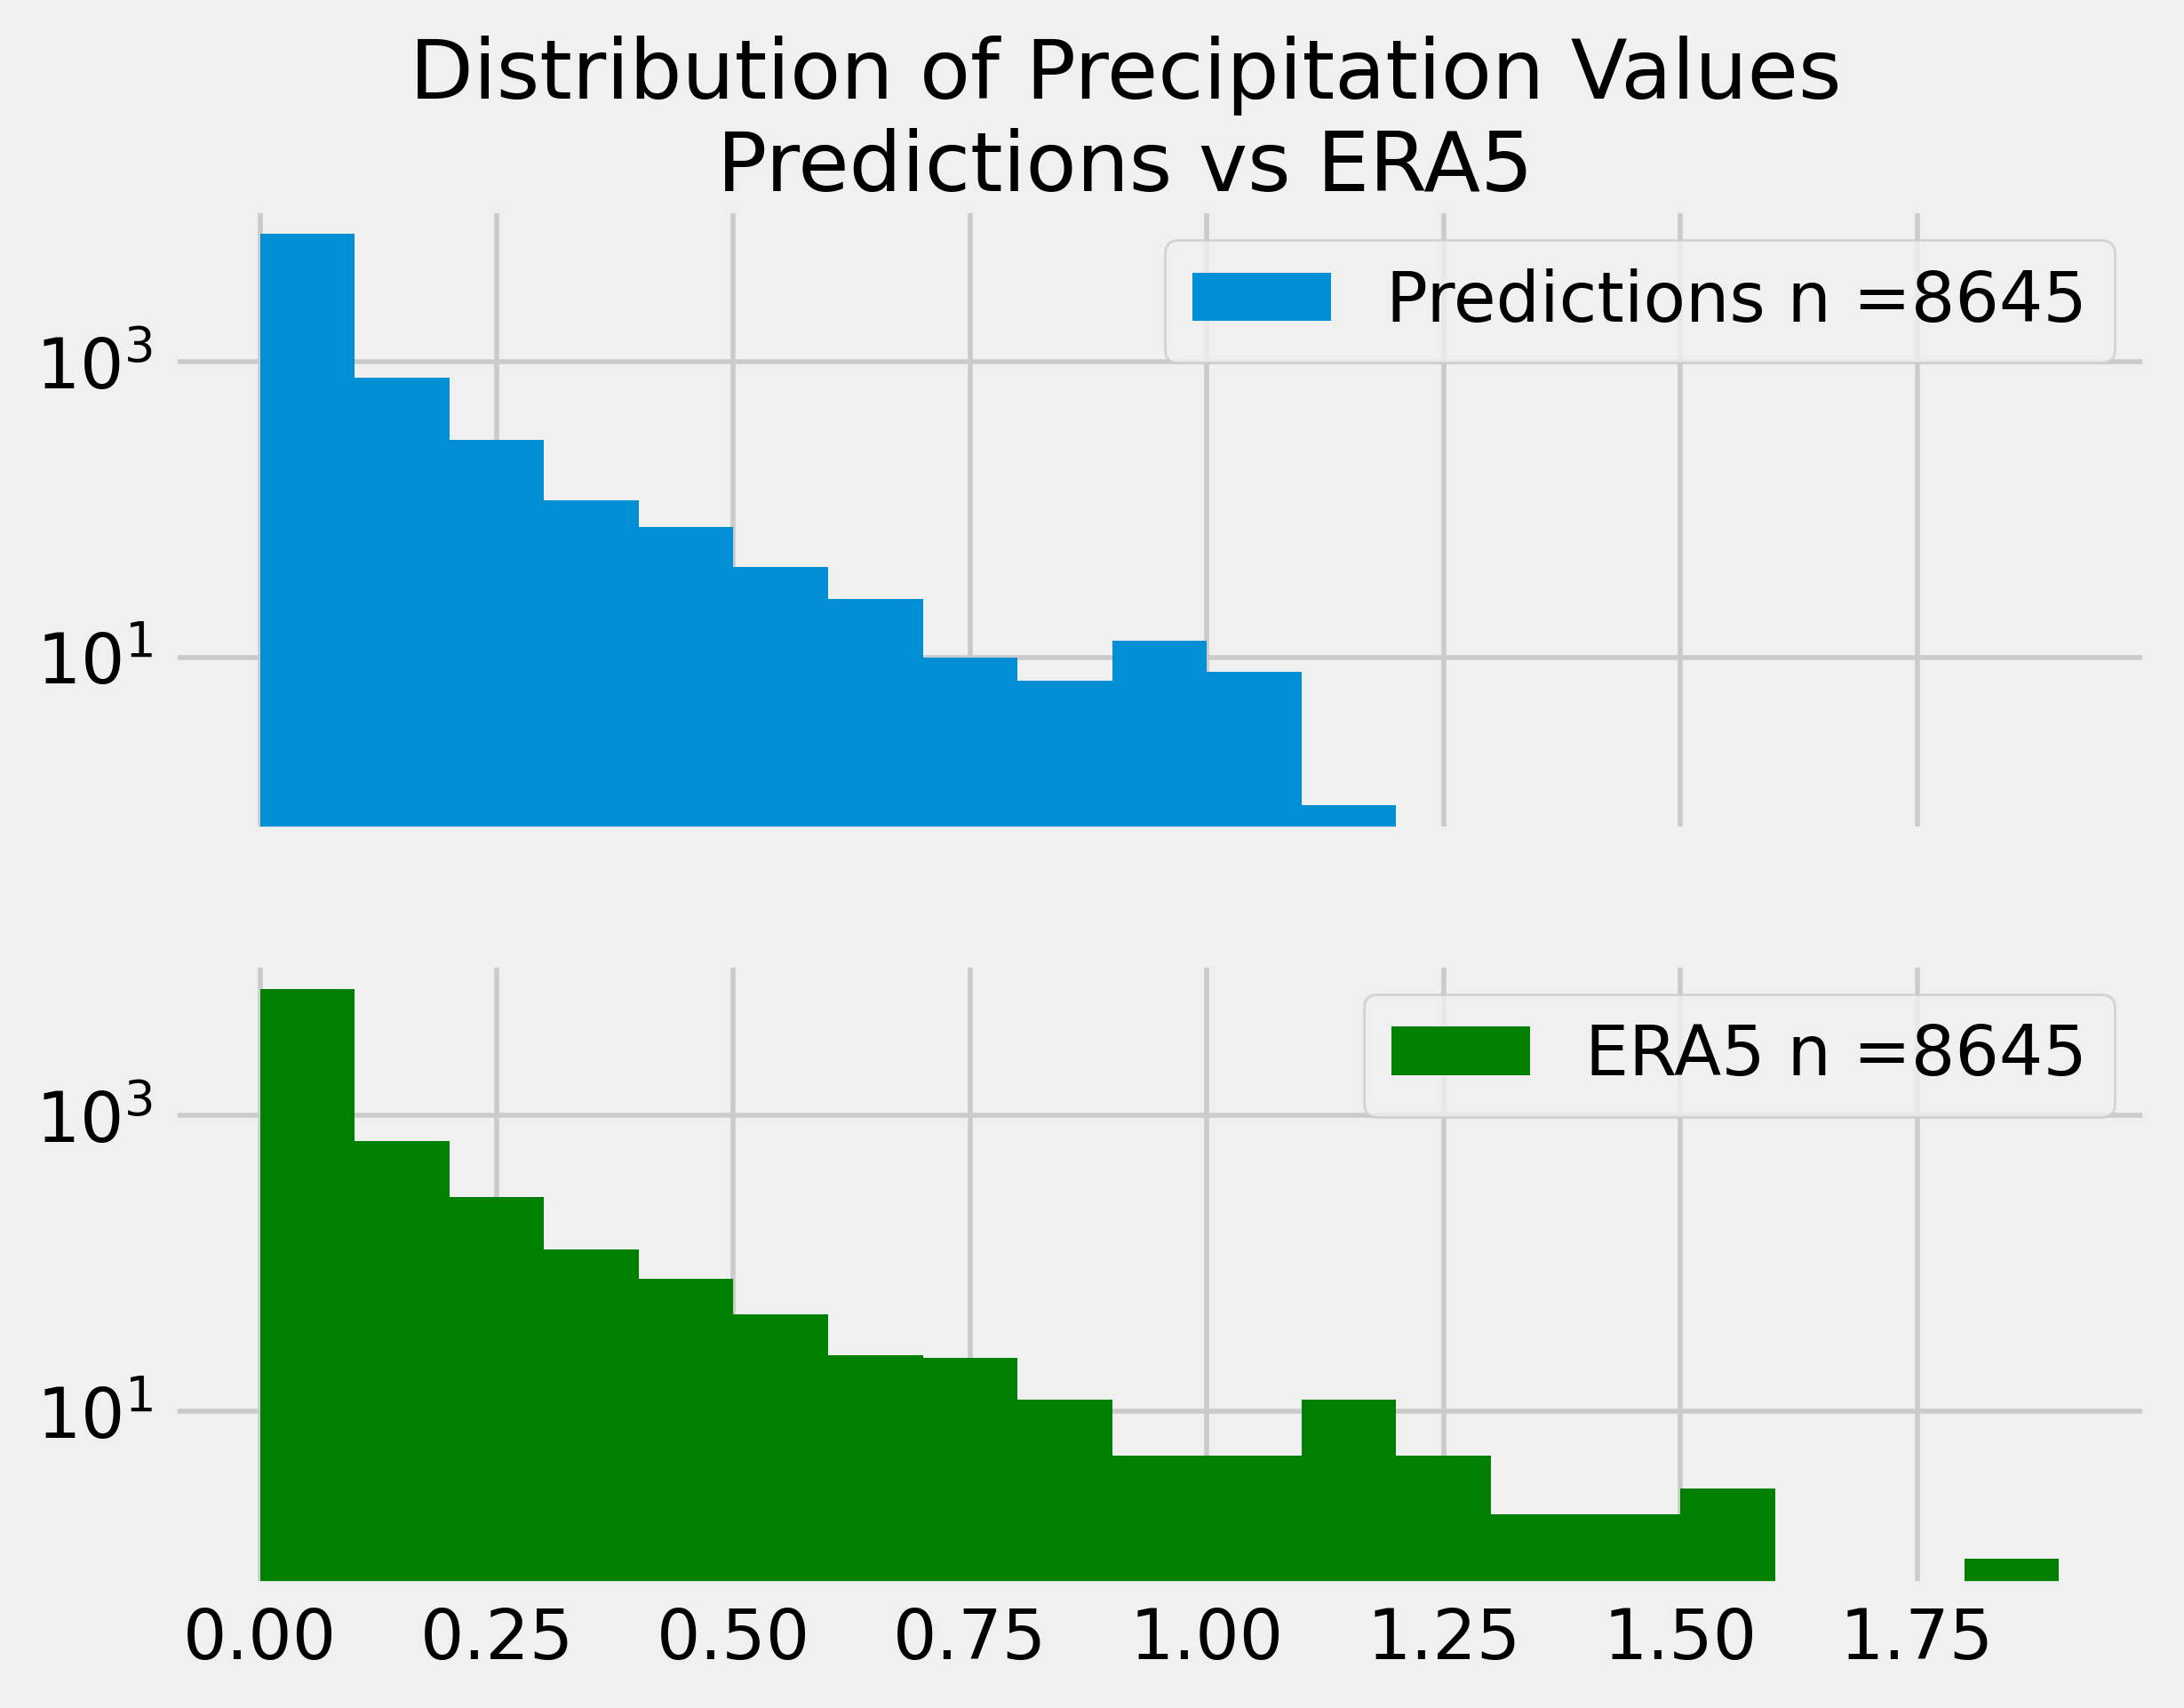 Distribution of Precipitation Values
Predictions vs ERA5
Predictions n =8645
10³
10¹
ERA5 n =8645
10³
10¹
0.00 0.25 0.50 0.75 1.00 1.25 1.50 1.75